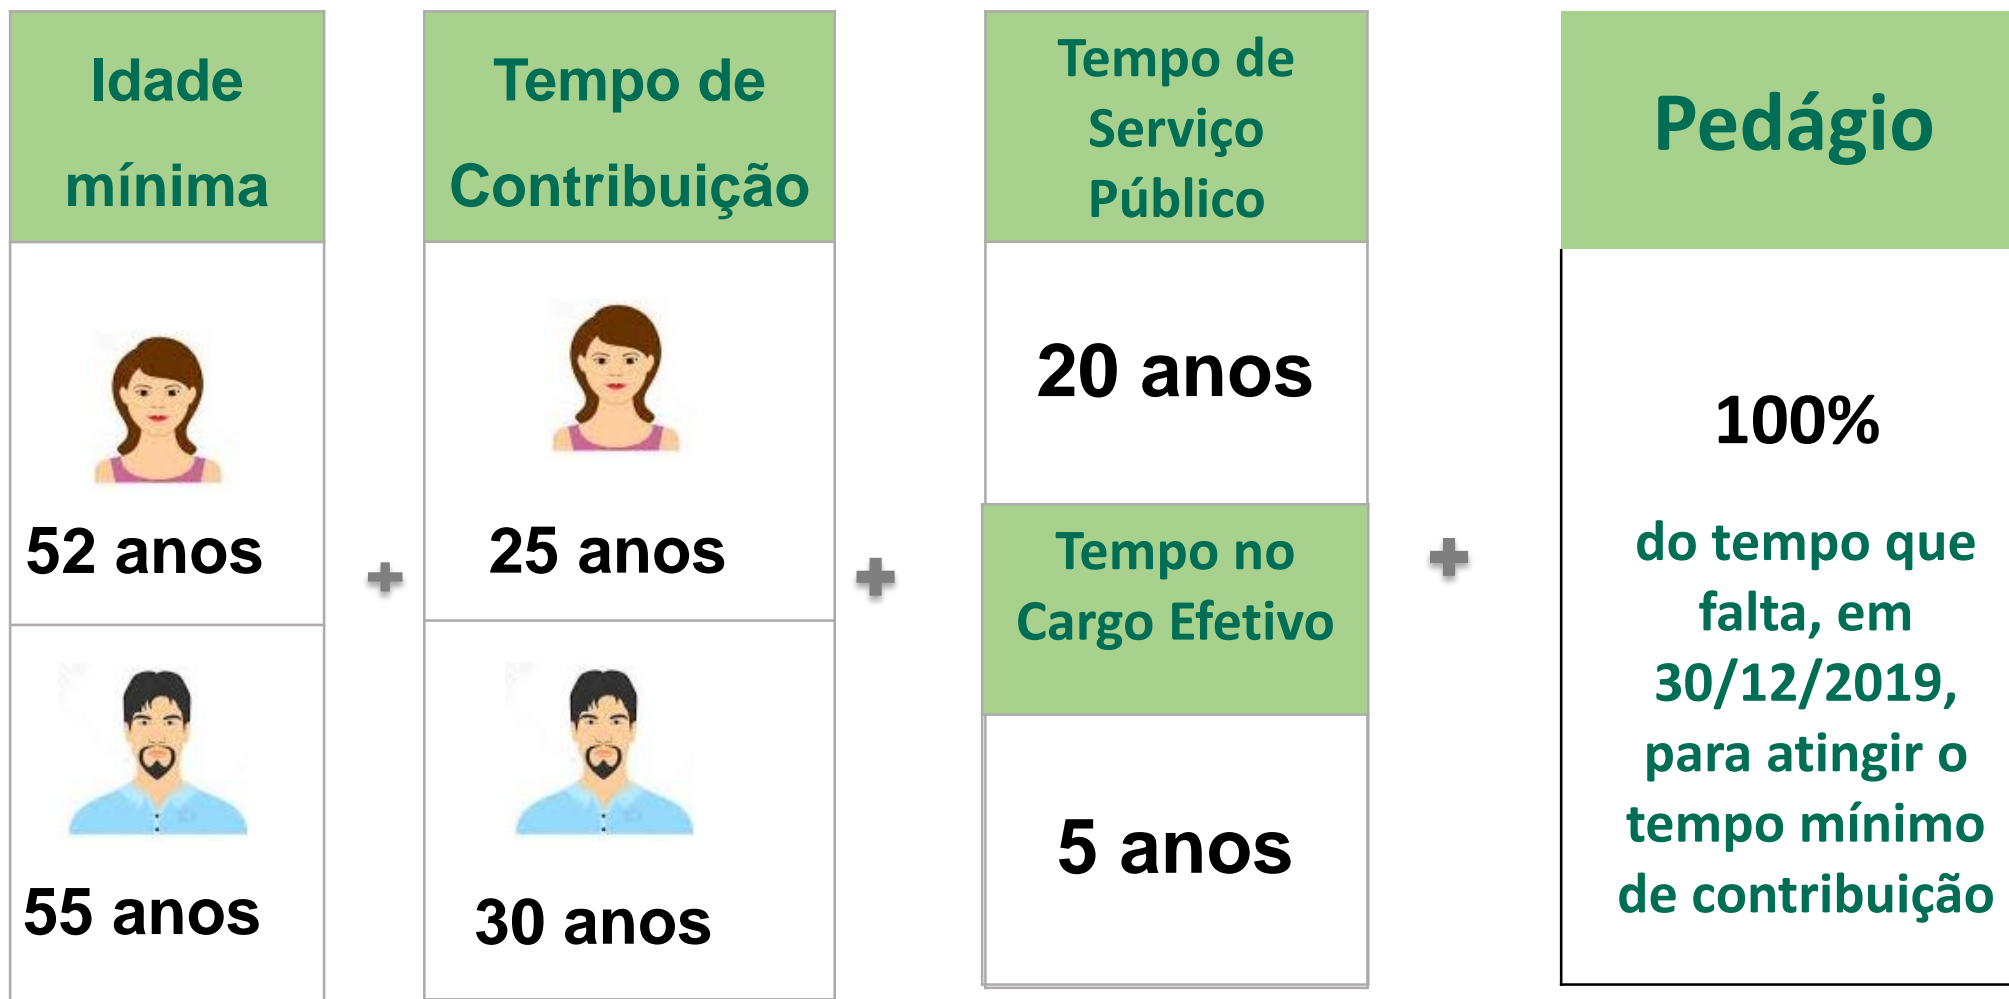 Idade
mínima
52 anos
55 anos
Tempo de
Contribuição
25 anos
30 anos
Tempo de
Serviço
Público
20 anos
Tempo no
Cargo Efetivo
5 anos
Pedágio
100%
do tempo que
falta, em
30/12/2019,
para atingir o
tempo mínimo
de contribuição